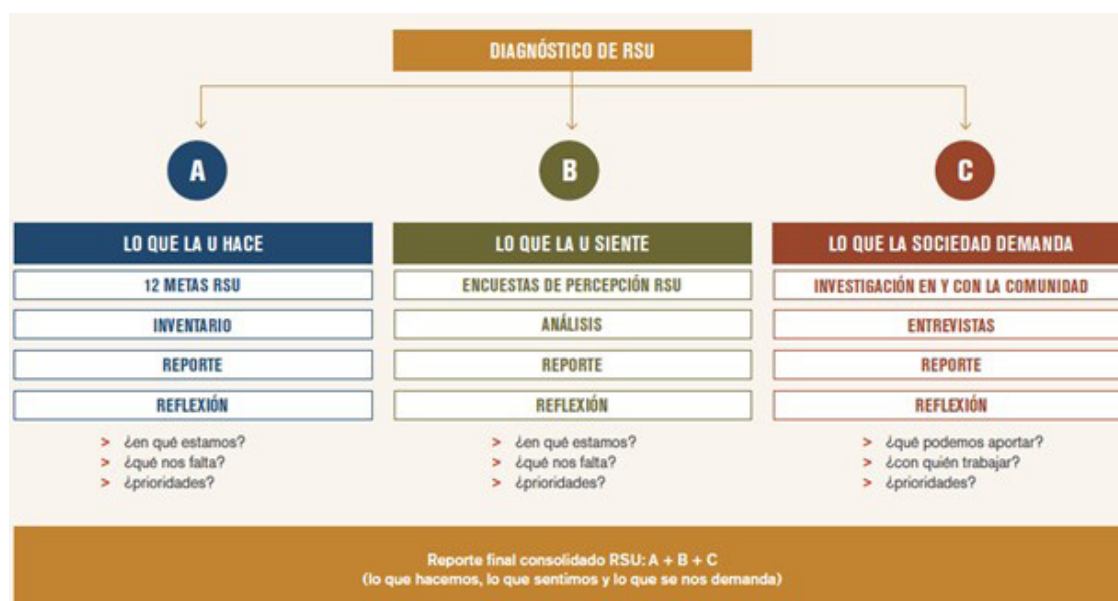 DIAGNÓSTICO DE RSU
A
LO QUE LA U HACE
12 METAS RSU
INVENTARIO
REPORTE
REFLEXIÓN
> ¿en qué estamos?
> ¿qué nos falta?
> ¿prioridades?
B
LO QUE LA U SIENTE
ENCUESTAS DE PERCEPCIÓN RSU
ANÁLISIS
REPORTE
REFLEXIÓN
> ¿en qué estamos?
> ¿qué nos falta?
> ¿prioridades?
C
LO QUE LA SOCIEDAD DEMANDA
INVESTIGACIÓN EN Y CON LA COMUNIDAD
ENTREVISTAS
REPORTE
REFLEXIÓN
> ¿qué podemos aportar?
> ¿con quién trabajar?
> ¿prioridades?
Reporte final consolidado RSU: A + B + C
(lo que hacemos, lo que sentimos y lo que se nos demanda)